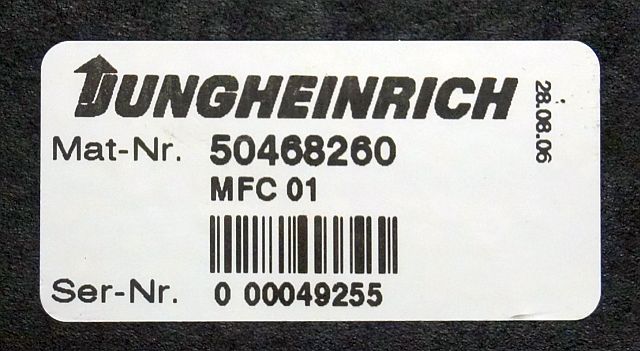 JUNGHEINRICH
28.08.06
Mat-Nr. 50468260
MFC 01
Ser-Nr. 0 00049255